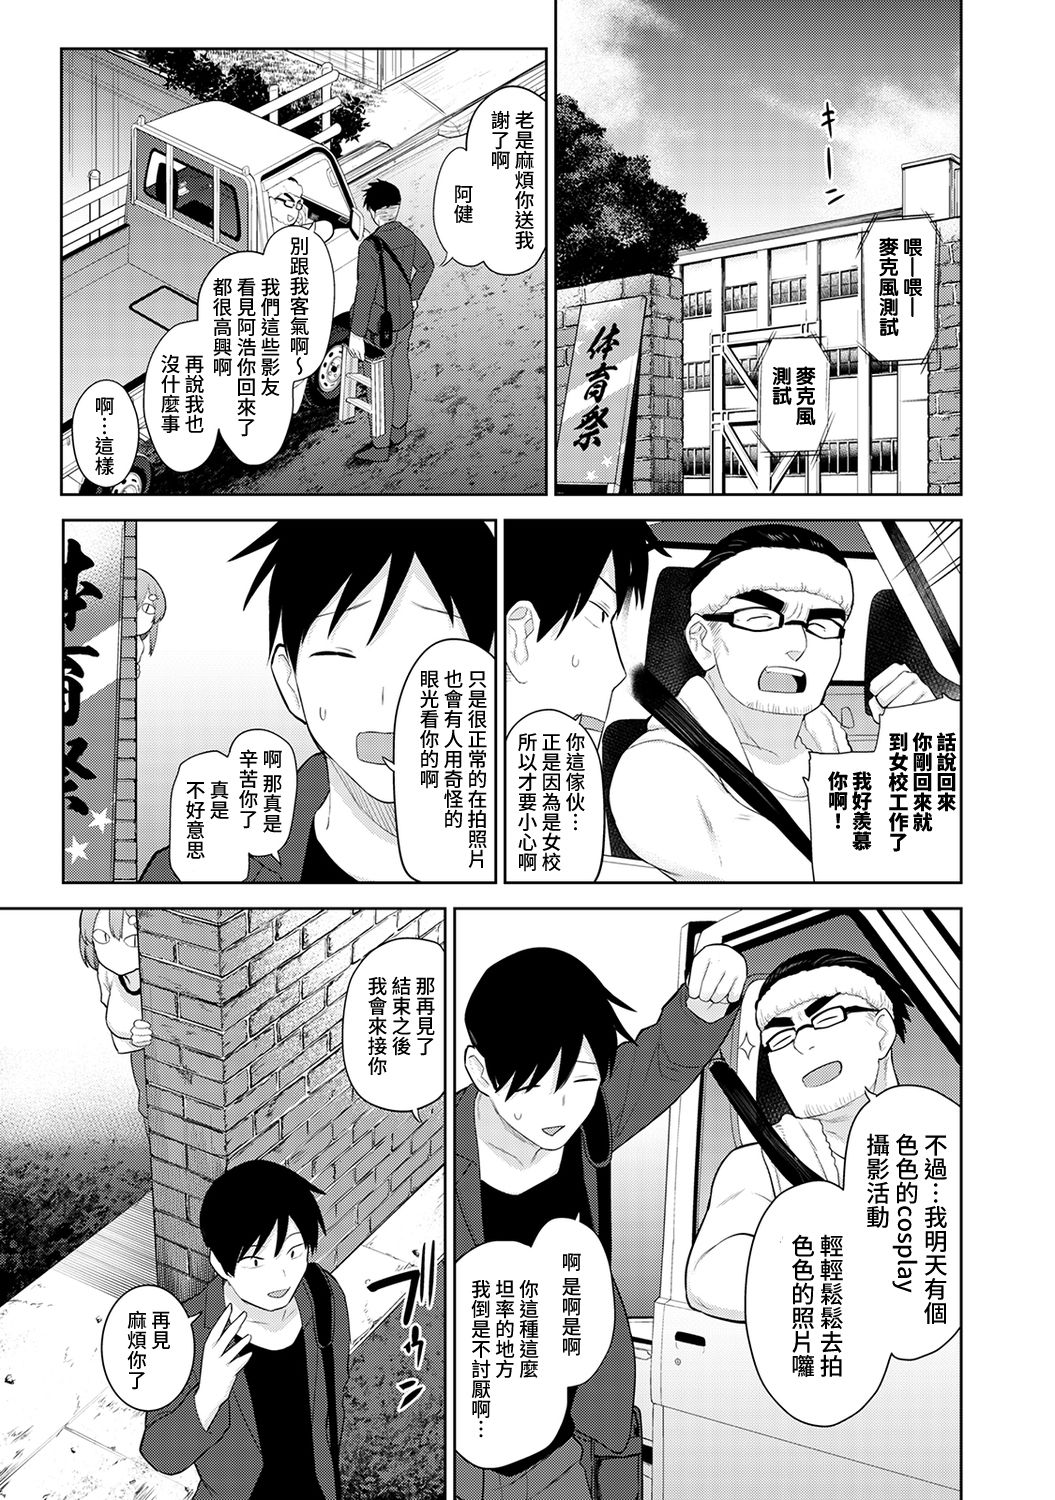 キーン
喂—喂—
麥克風測試
麥克風
測試
体育祭
老是麻煩你送我
謝了啊
阿健
別跟我客氣啊～
我們這些影友
看見阿浩你回來了
都很高興啊
再說我也
沒什麼事
啊…這樣
話說回來
你剛回來就
到女校工作了
我好羨慕
你啊！
你這傢伙…
正是因為是女校
所以才要小心啊
只是很正常的在拍照片
也會有人用奇怪的
眼光看你的啊
啊 那真是
辛苦你了
真是
不好意思
体育祭
不過…我明天有個
色色的cosplay
攝影活動
輕輕鬆鬆去拍
色色的照片囉
啊 是啊是啊
你這種這麼
坦率的地方
我倒是不討厭啊…
那再見了
結束之後
我會來接你
ブゥゥ
再見
麻煩你了